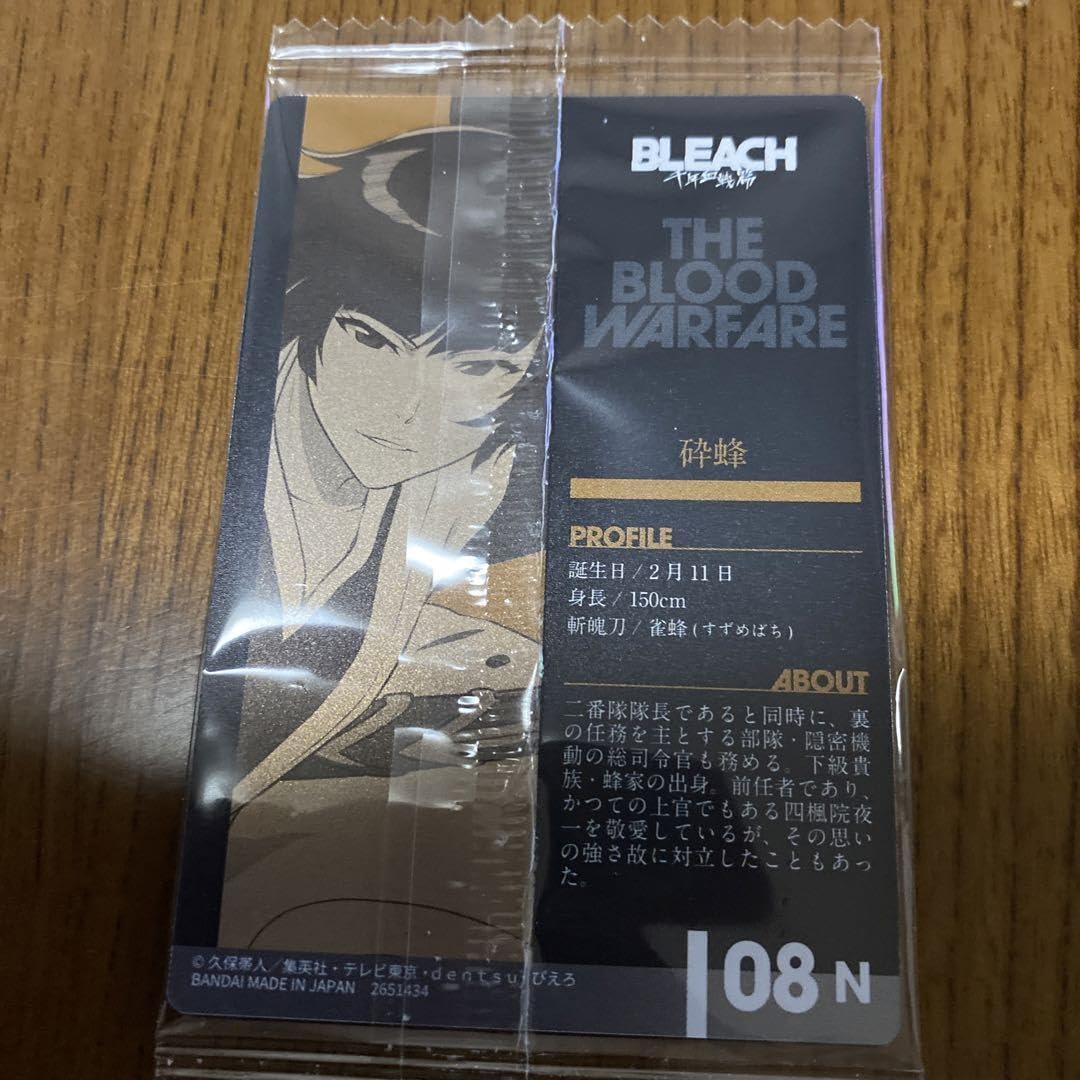 BLEACH
千年血戦篇
THE
BLOOD
WARFARE
砕蜂
PROFILE
誕生日/2月11日
身長/150cm
斬魄刀/雀蜂(すずめばち)
ABOUT
二番隊隊長であると同時に、裏
の任務を主とする部隊・隠密機
動の総司令官も務める。下級貴
族・蜂家の出身。前任者であり、
かつての上官でもある四楓院夜
一を敬愛しているが、その思い
の強さ故に対立したこともあっ
た。
©久保帯人/集英社・テレビ東京・dentsu・ぴえろ
BANDAI MADE IN JAPAN 2651434
08 N